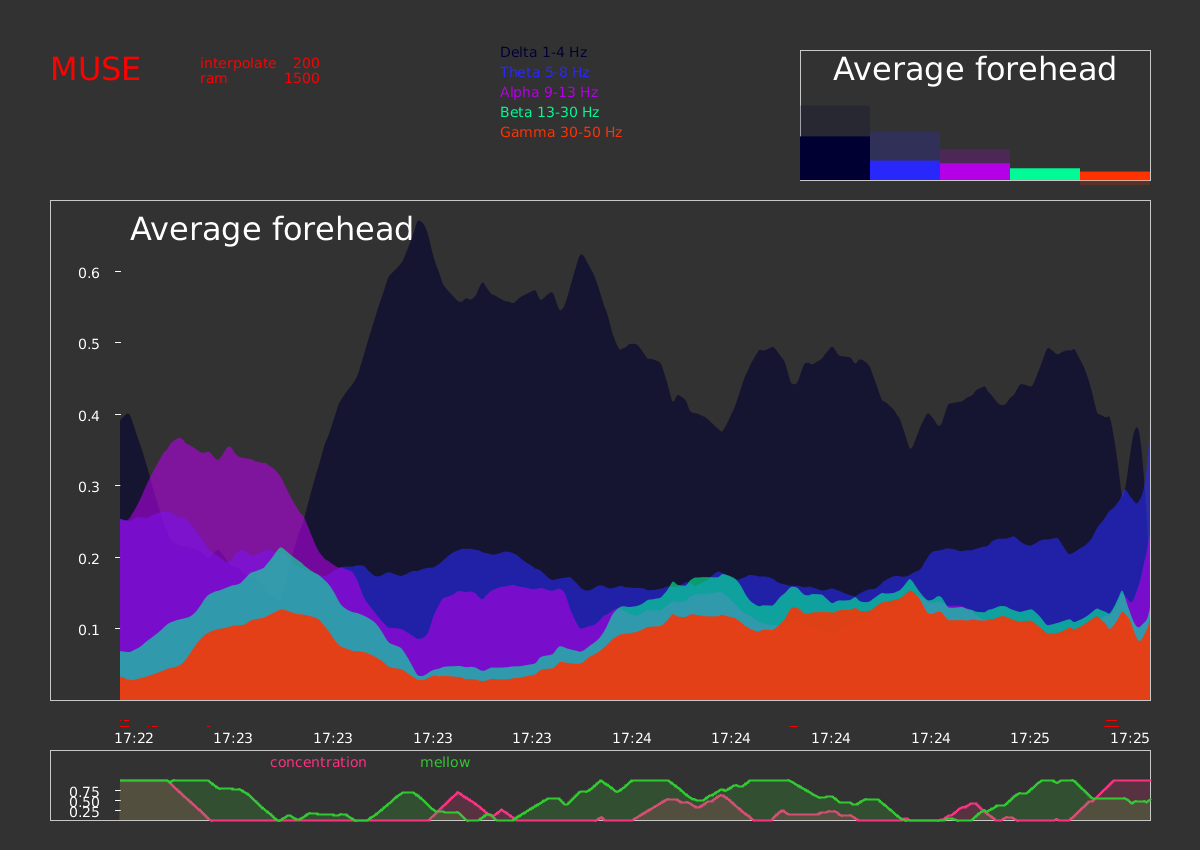 MUSE
interpolate 200
ram 1500
Delta 1-4 Hz
Theta 5-8 Hz
Alpha 9-13 Hz
Beta 13-30 Hz
Gamma 30-50 Hz
Average forehead
Average forehead
0.6
0.5
0.4
0.3
0.2
0.1
17:22 17:23 17:23 17:23 17:23 17:24 17:24 17:24 17:24 17:25 17:25
concentration mellow
0.75
0.50
0.25